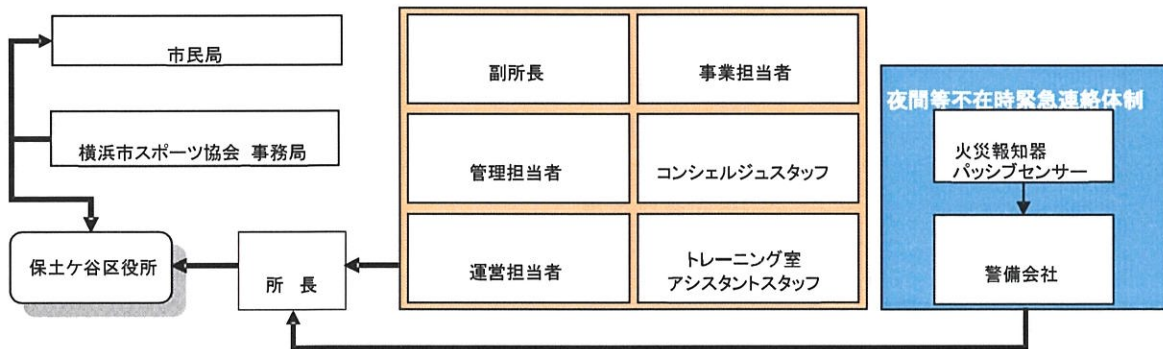 市民局
横浜市スポーツ協会 事務局
保土ケ谷区役所
所 長
副所長
事業担当者
管理担当者
コンシェルジュスタッフ
運営担当者
トレーニング室
アシスタントスタッフ
夜間等不在時緊急連絡体制
火災報知器
パッシブセンサー
警備会社